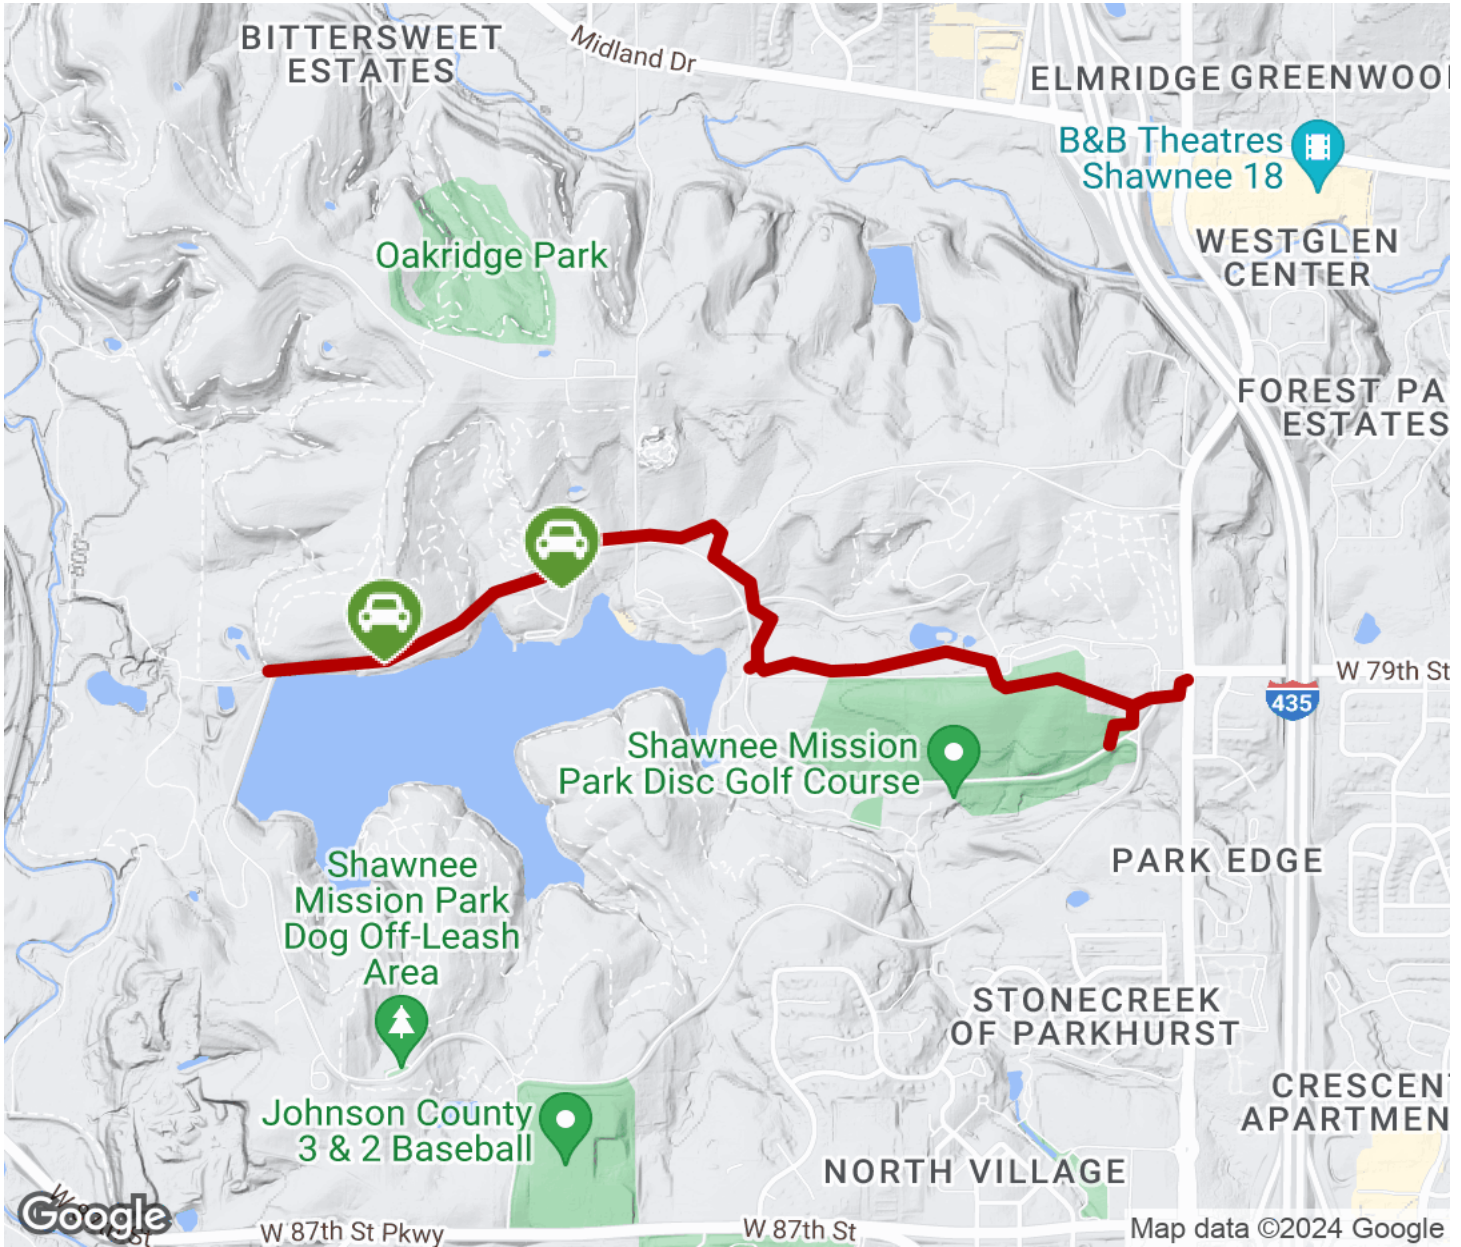 BITTERSWEET
ESTATES
Midland Dr
ELMRIDGE
GREENWOO
B&B Theatres
Shawnee 18
WESTGLEN
CENTER
Oakridge Park
FOREST PA
ESTATES
W 79th St
435
Shawnee Mission
Park Disc Golf Course
PARK EDGE
Shawnee
Mission Park
Dog Off-Leash
Area
STONECREEK
OF PARKHURST
CRESCEN
APARTMEN
Johnson County
3 & 2 Baseball
NORTH VILLAGE
Google
W 87th St Pkwy
W 87th St
Map data ©2024 Google